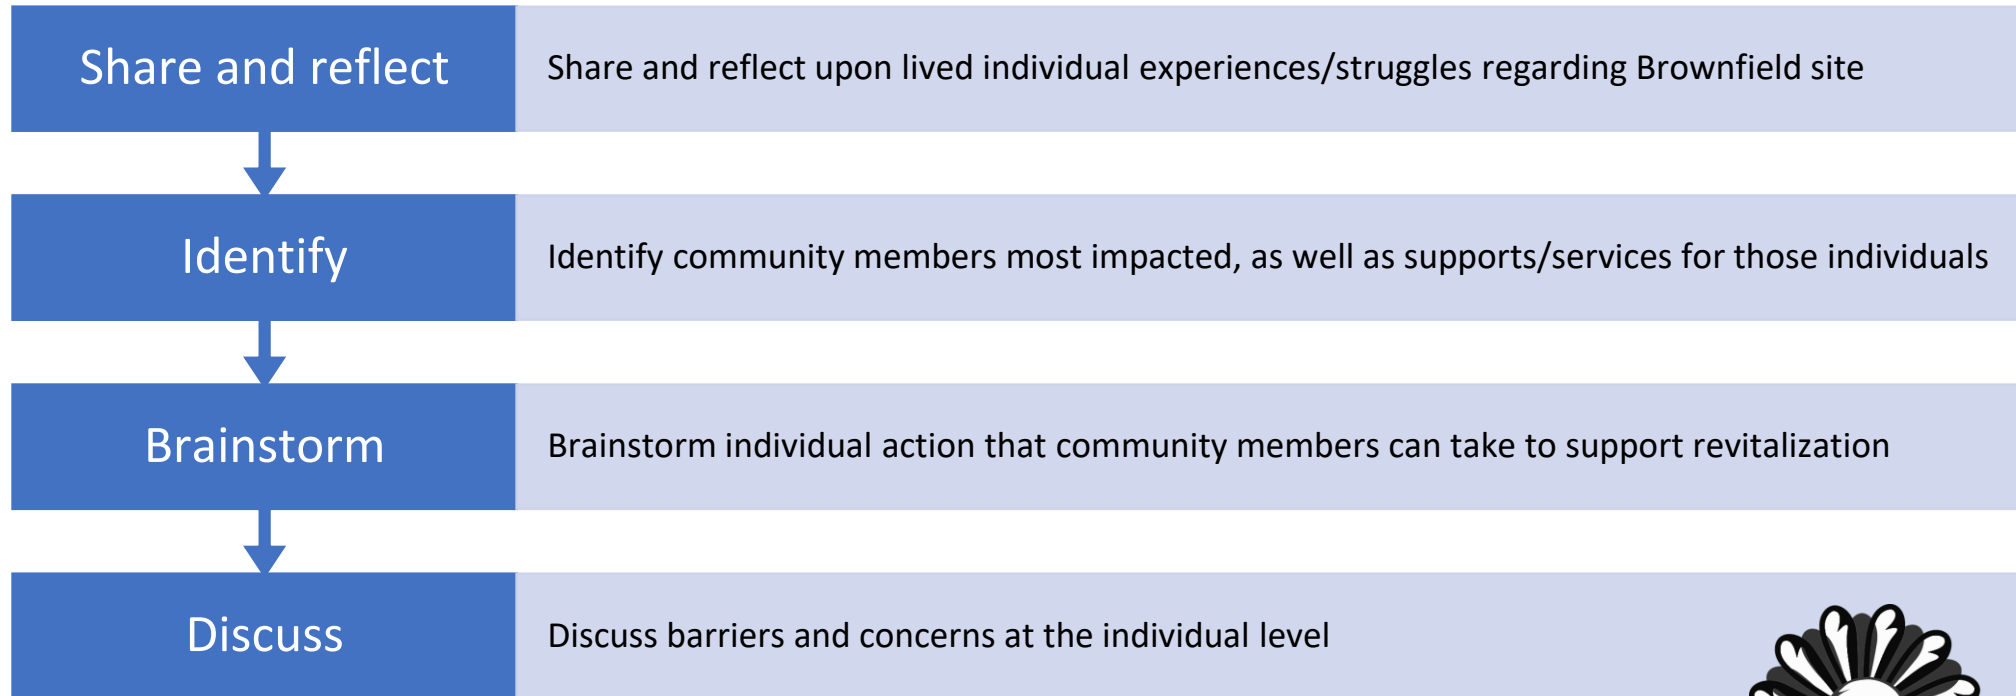 Share and reflect
Share and reflect upon lived individual experiences/struggles regarding Brownfield site
Identify
Identify community members most impacted, as well as supports/services for those individuals
Brainstorm
Brainstorm individual action that community members can take to support revitalization
Discuss
Discuss barriers and concerns at the individual level